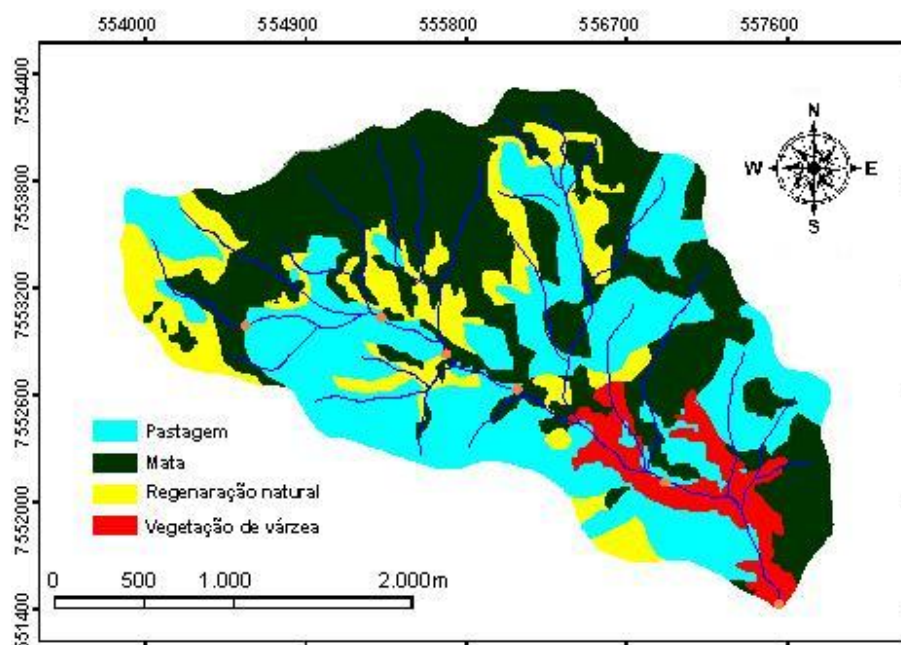 554000 554900 555800 556700 557600
7554400
7553800
7553200
7552600
7552000
551400
N
W E
S
Pastagem
Mata
Regenaração natural
Vegetação de várzea
0 500 1.000 2.000m